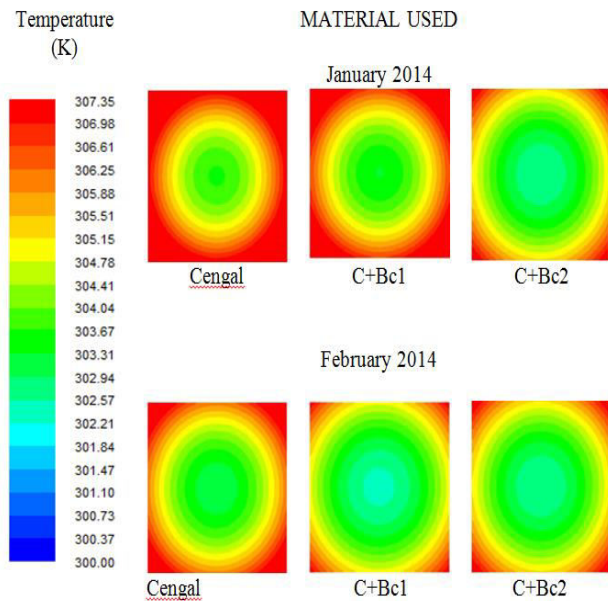 Temperature
(K)
MATERIAL USED
January 2014
307.35
306.98
306.61
306.25
305.88
305.51
305.15
304.78
304.41
304.04
303.67
303.31
302.94
302.57
302.21
301.84
301.47
301.10
300.73
300.37
300.00
Cengal
C+Bc1
C+Bc2
February 2014
Cengal
C+Bc1
C+Bc2